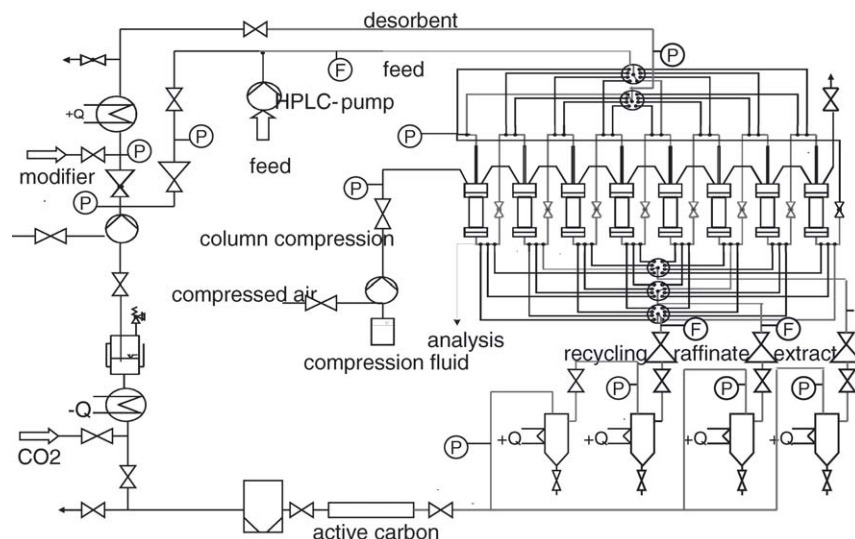 desorbent
P
F
feed
P
HPLC-pump
+Q
P
P
P
feed
modifier
P
P
column compression
compressed air
analysis
compression fluid
F
F
recycling
raffinate
extract
P
P
P
-Q
P
+Q
+Q
+Q
+Q
CO2
active carbon